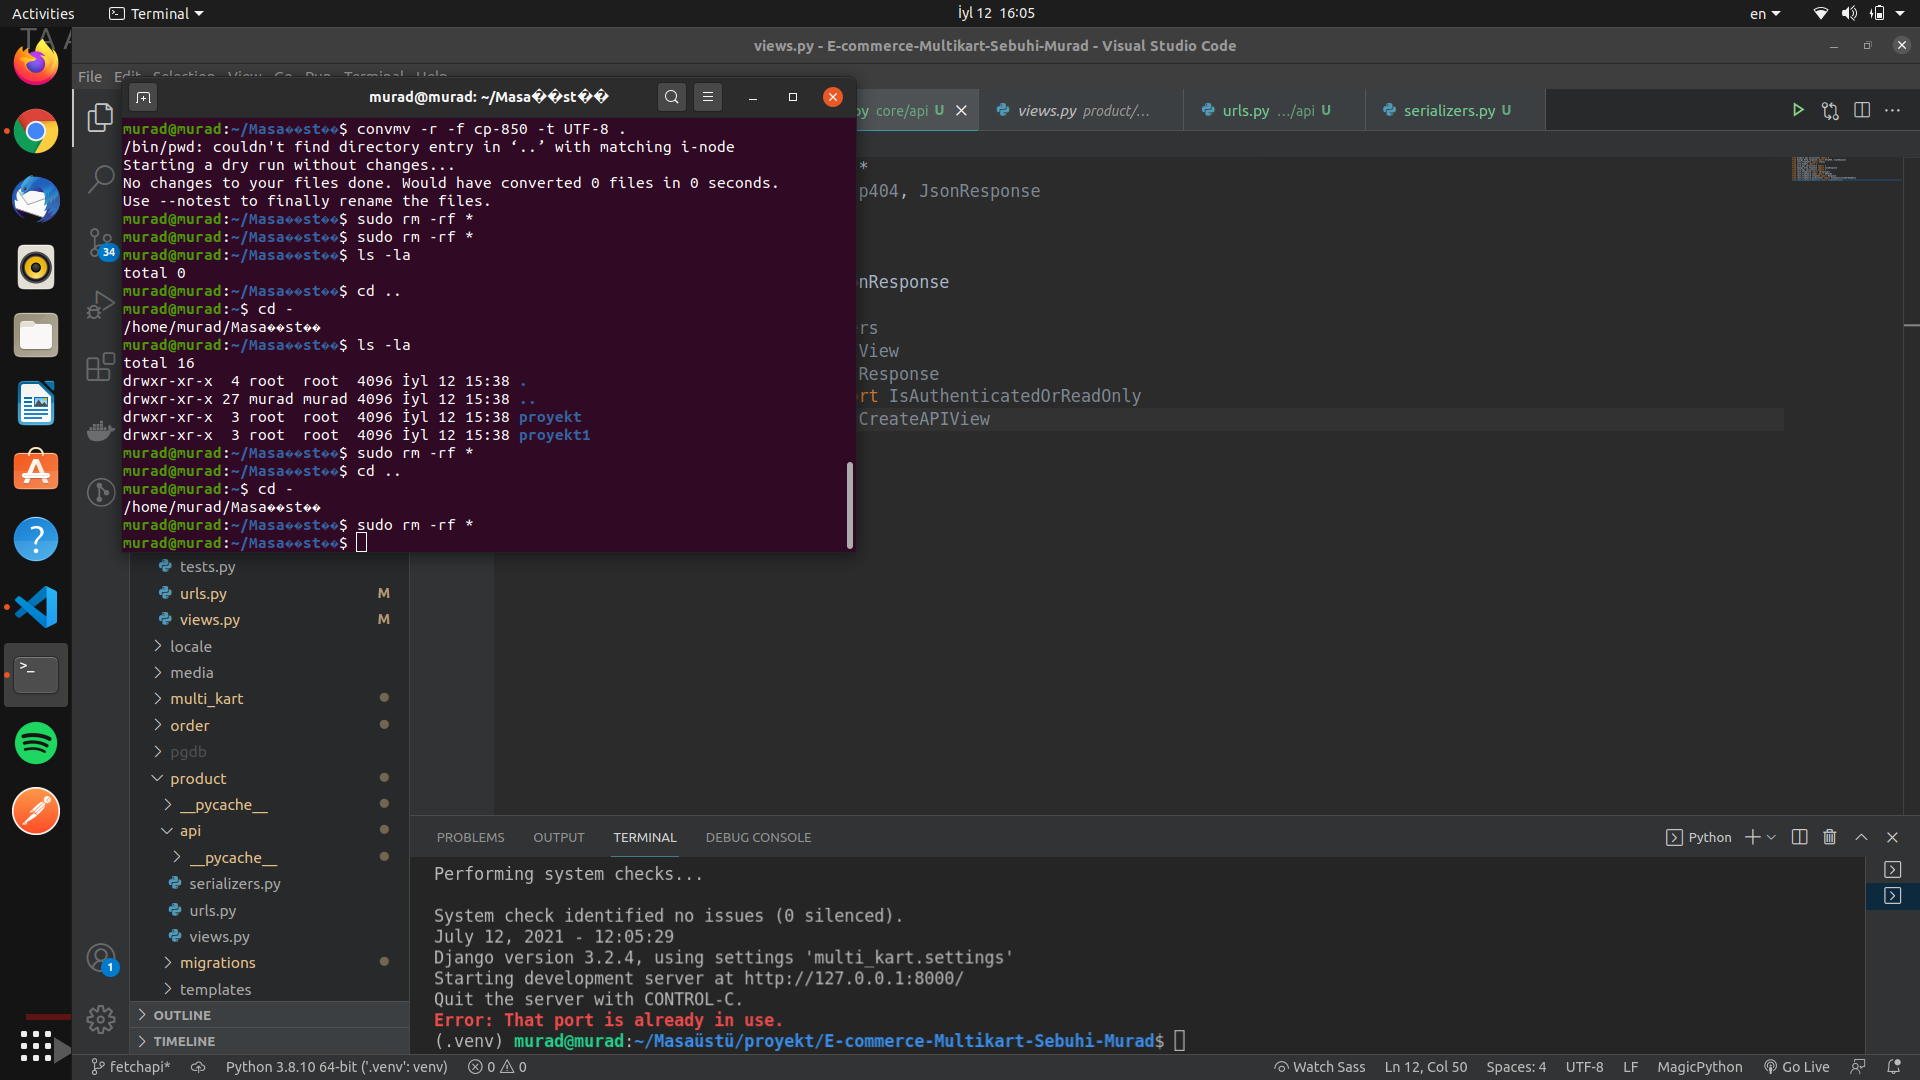 Activities
Terminal
İyl 12 16:05
en
views.py - E-commerce-Multikart-Sebuhi-Murad - Visual Studio Code
File Edit Selection View Go Run Terminal Help
murad@murad: ~/Masa��st��
murad@murad:~/Masa��st��$ convmv -r -f cp-850 -t UTF-8 .
/bin/pwd: couldn't find directory entry in ‘..’ with matching i-node
Starting a dry run without changes...
No changes to your files done. Would have converted 0 files in 0 seconds.
Use --notest to finally rename the files.
murad@murad:~/Masa��st��$ sudo rm -rf *
murad@murad:~/Masa��st��$ sudo rm -rf *
murad@murad:~/Masa��st��$ ls -la
total 0
murad@murad:~/Masa��st��$ cd ..
murad@murad:~$ cd -
/home/murad/Masa��st��
murad@murad:~/Masa��st��$ ls -la
total 16
drwxr-xr-x 4 root root 4096 İyl 12 15:38 .
drwxr-xr-x 27 murad murad 4096 İyl 12 15:38 ..
drwxr-xr-x 3 root root 4096 İyl 12 15:38 proyekt
drwxr-xr-x 3 root root 4096 İyl 12 15:38 proyekt1
murad@murad:~/Masa��st��$ sudo rm -rf *
murad@murad:~/Masa��st��$ cd ..
murad@murad:~$ cd -
/home/murad/Masa��st��
murad@murad:~/Masa��st��$ sudo rm -rf *
murad@murad:~/Masa��st��$
py core/api U
views.py product/...
urls.py .../api U
serializers.py U
*
p404, JsonResponse
nResponse
rs
View
Response
rt IsAuthenticatedOrReadOnly
CreateAPIView
34
tests.py
urls.py M
views.py M
locale
media
multi_kart
order
pgdb
product
__pycache__
api
__pycache__
serializers.py
urls.py
views.py
migrations
templates
OUTLINE
TIMELINE
1
PROBLEMS OUTPUT TERMINAL DEBUG CONSOLE
Python
Performing system checks...
System check identified no issues (0 silenced).
July 12, 2021 - 12:05:29
Django version 3.2.4, using settings 'multi_kart.settings'
Starting development server at http://127.0.0.1:8000/
Quit the server with CONTROL-C.
Error: That port is already in use.
(.venv) murad@murad:~/Masaüstü/proyekt/E-commerce-Multikart-Sebuhi-Murad$
fetchapi* Python 3.8.10 64-bit ('.venv': venv) 0 0 Watch Sass Ln 12, Col 50 Spaces: 4 UTF-8 LF MagicPython Go Live